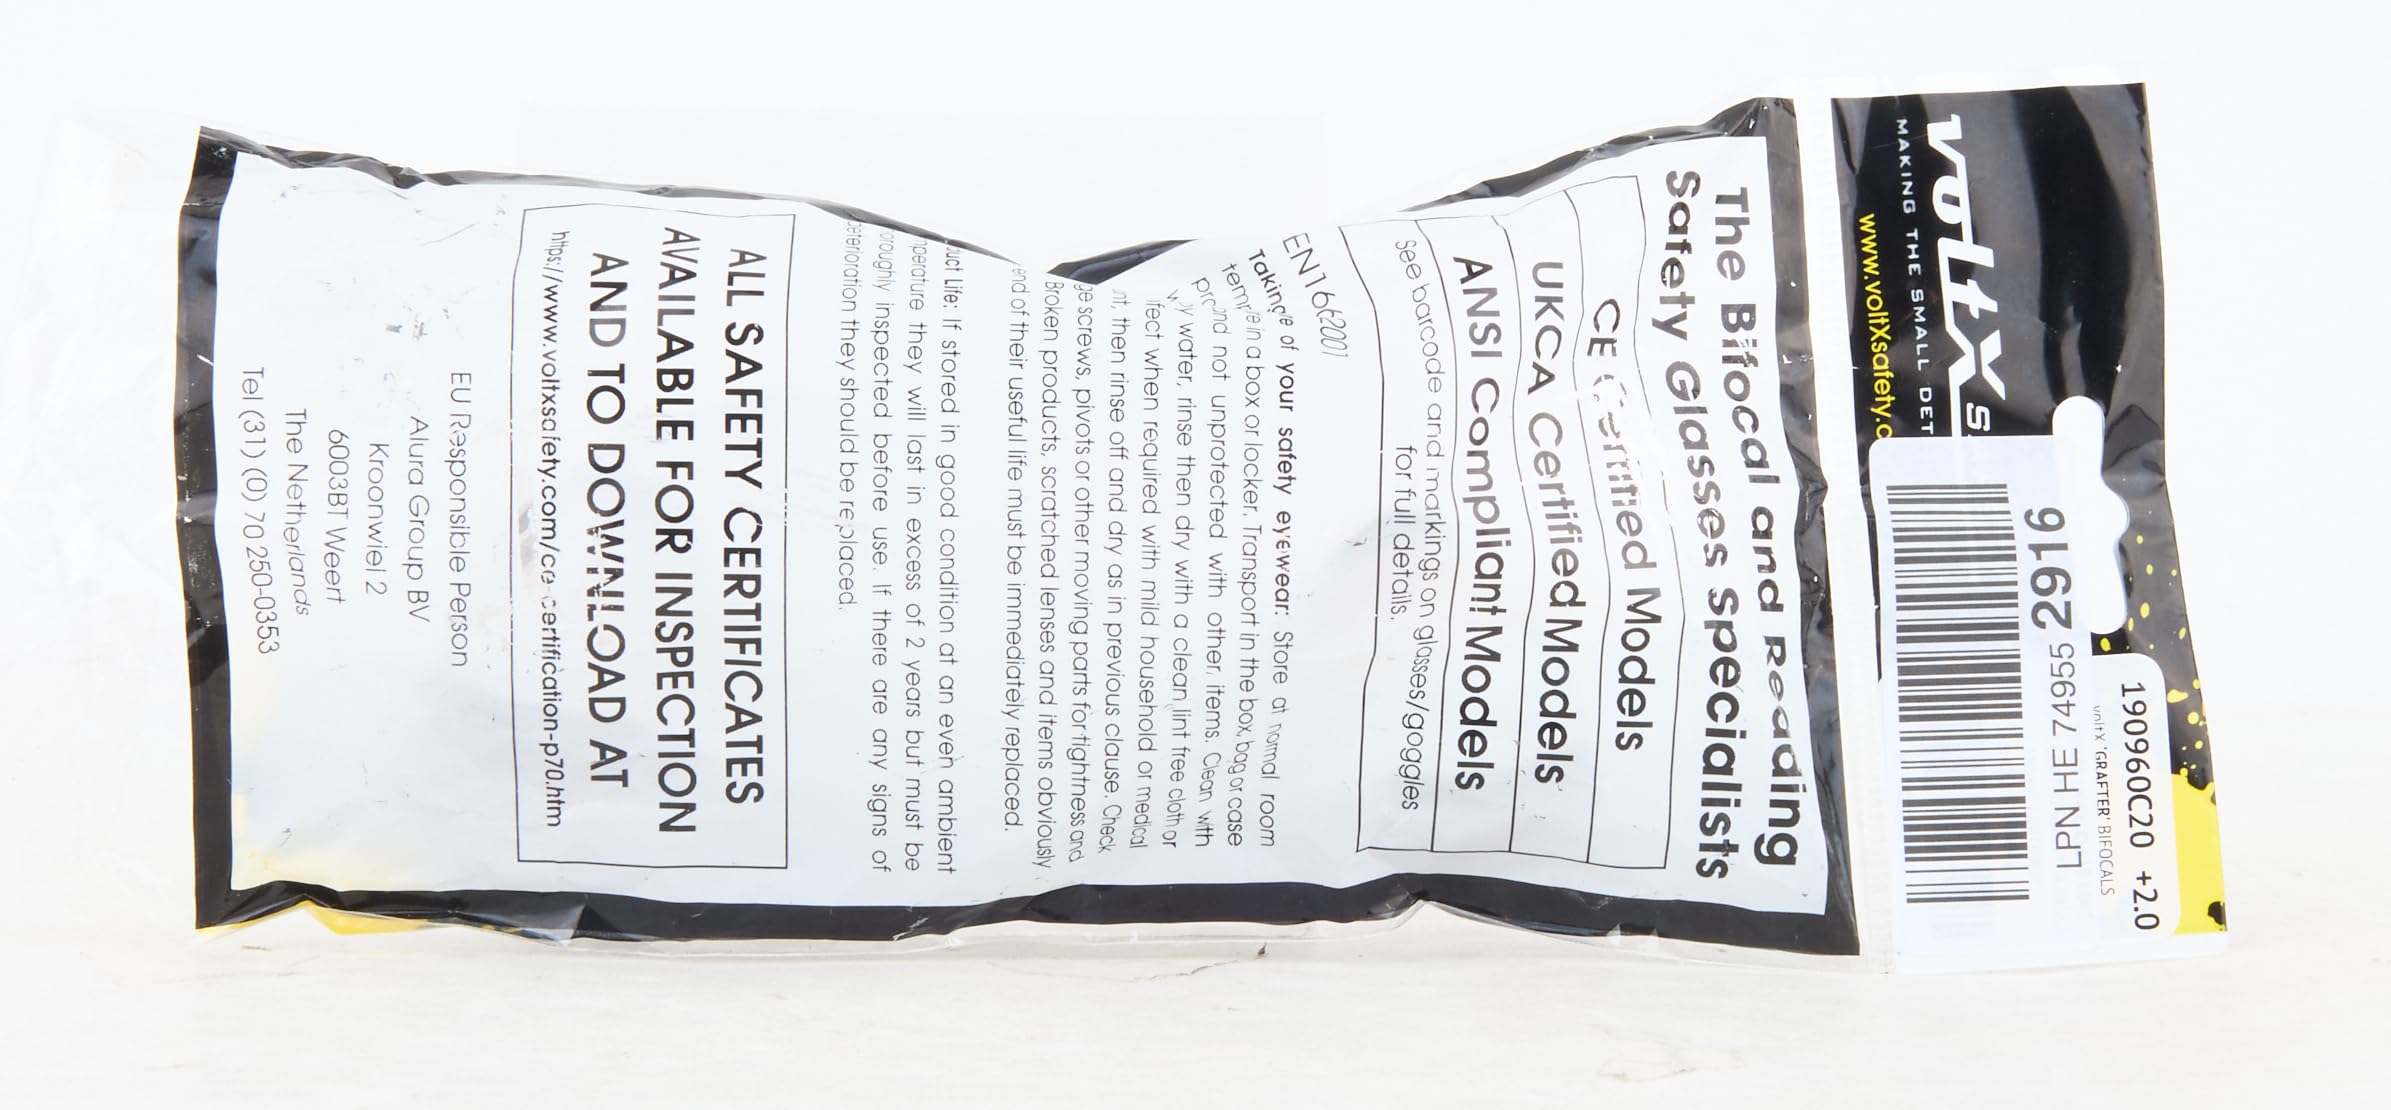 voltX S
MAKING THE SMALL DET
www.voltXsafety.c
2916
LPN HE 74955
190960C20 +2.0
voltX 'GRAFTER' BIFOCALS
The Bifocal and Reading
Safety Glasses Specialists
CE Certified Models
UKCA Certified Models
ANSI Compliant Models
See barcode and markings on glasses/goggles
for full details.
EN1662001
Taking of your safety eyewear: Store at normal room
in a box or locker. Transport in the box, bag or case
and not unprotected with other items. Clean with
water, rinse then dry with a clean lint free cloth or
when required with mild household or medical
then rinse off and dry as in previous clause. Check
screws, pivots or other moving parts for tightness and
Broken products, scratched lenses and items obviously
end of their useful life must be immediately replaced.
uct Life: If stored in good condition at an even ambient
perature they will last in excess of 2 years but must be
oroughly inspected before use. If there are any signs of
deterioration they should be replaced.
ALL SAFETY CERTIFICATES
AVAILABLE FOR INSPECTION
AND TO DOWNLOAD AT
https://www.voltxsafety.com/ce-certification-p70.htm
EU Responsible Person
Alura Group BV
Kroonwiel 2
6003BT Weert
The Netherlands
Tel (31) (0) 70 250-0353